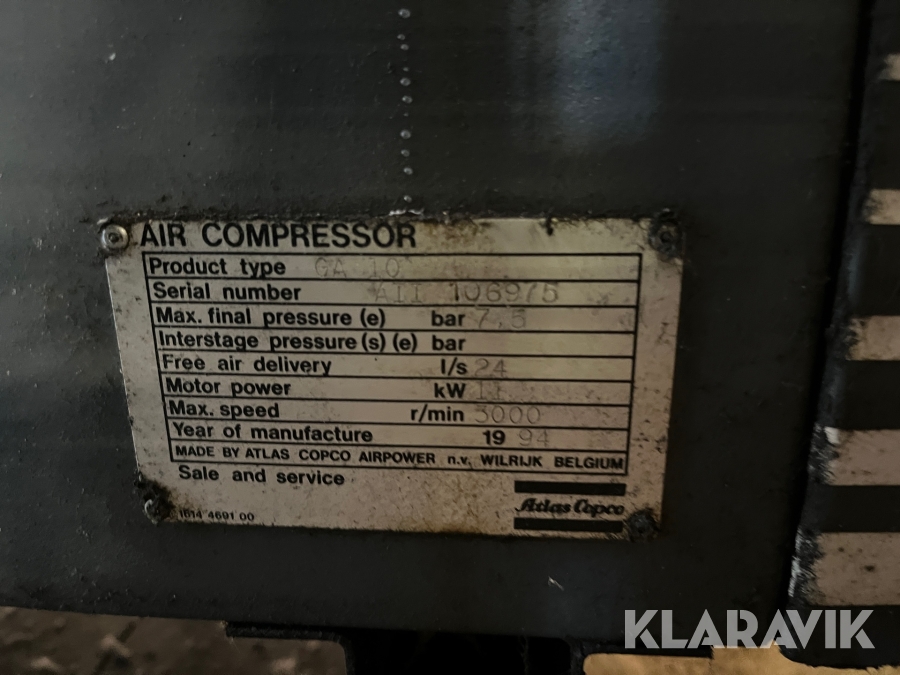 AIR COMPRESSOR
Product type GA 10
Serial number AII 106975
Max. final pressure (e) bar 7,5
Interstage pressure (s) (e) bar
Free air delivery l/s 24
Motor power kW 11
Max. speed r/min 3000
Year of manufacture 19 94
MADE BY ATLAS COPCO AIRPOWER n.v. WILRIJK BELGIUM
Sale and service
Atlas Copco
1614 4691 00
KLARAVIK